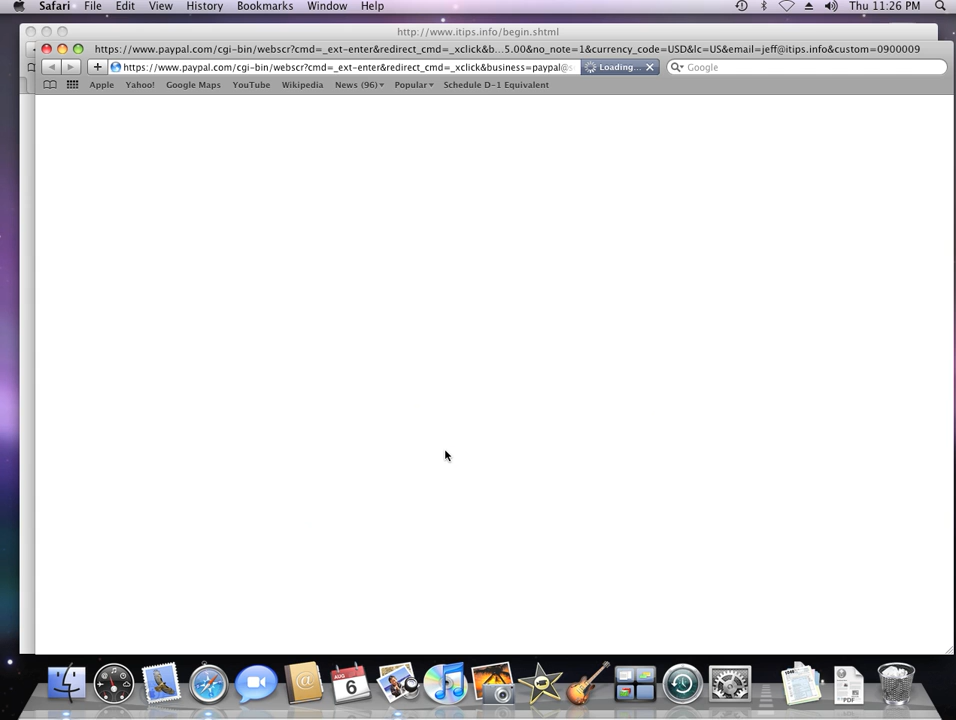 Safari File Edit View History Bookmarks Window Help Thu 11:26 PM
http://www.itips.info/begin.shtml
https://www.paypal.com/cgi-bin/webscr?cmd=_ext-enter&redirect_cmd=_xclick&b...5.00&no_note=1&currency_code=USD&lc=US&email=jeff@itips.info&custom=0900009
https://www.paypal.com/cgi-bin/webscr?cmd=_ext-enter&redirect_cmd=_xclick&business=paypal@ Loading... Google
Apple Yahoo! Google Maps YouTube Wikipedia News (96) Popular Schedule D-1 Equivalent
AUG
6
PDF